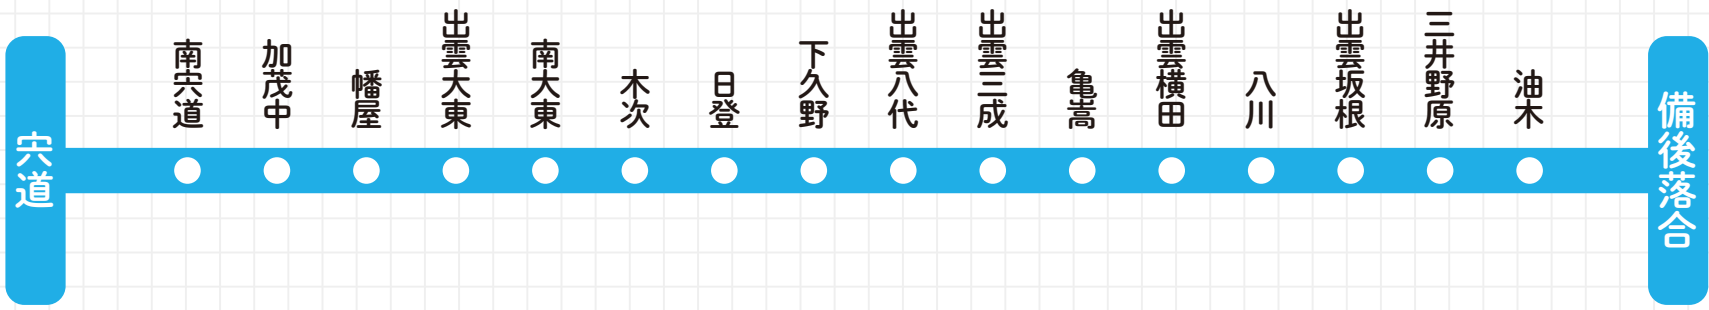 宍道
南宍道
加茂中
幡屋
出雲大東
南大東
木次
日登
下久野
出雲八代
出雲三成
亀嵩
出雲横田
八川
出雲坂根
三井野原
油木
備後落合